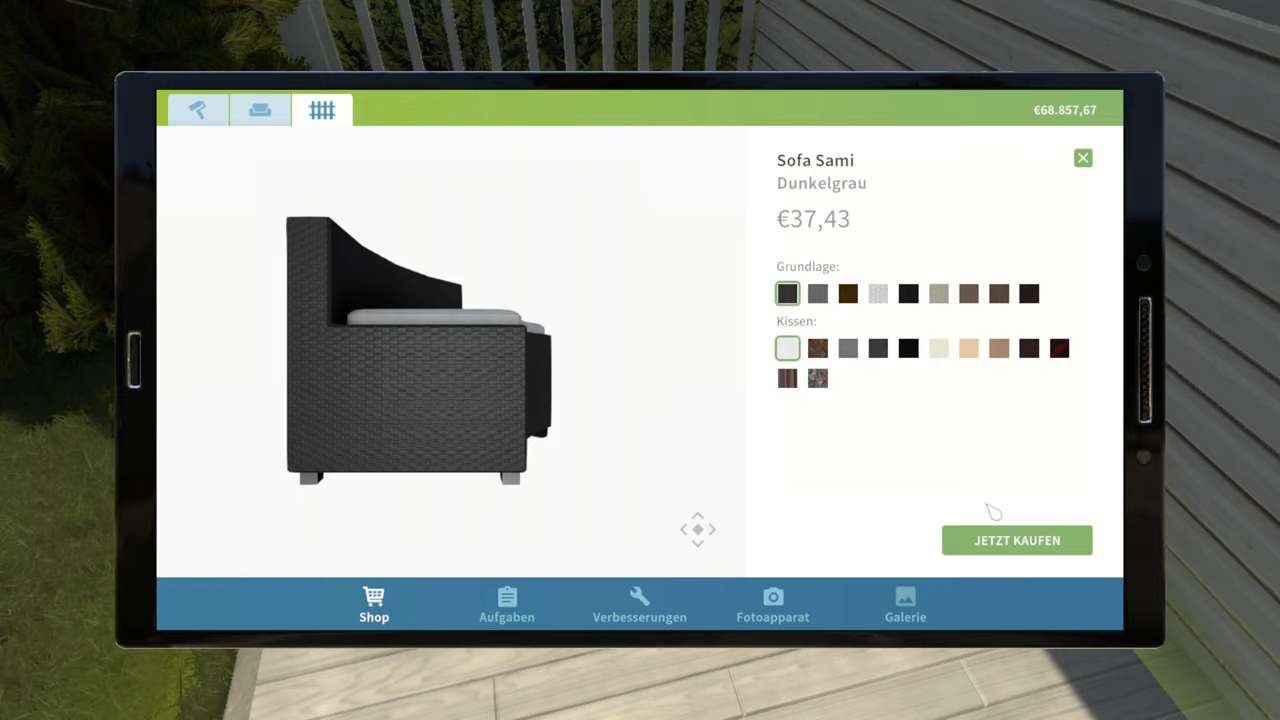 €68.857,67
Sofa Sami
Dunkelgrau
€37,43
Grundlage:
Kissen:
JETZT KAUFEN
Shop
Aufgaben
Verbesserungen
Fotoapparat
Galerie